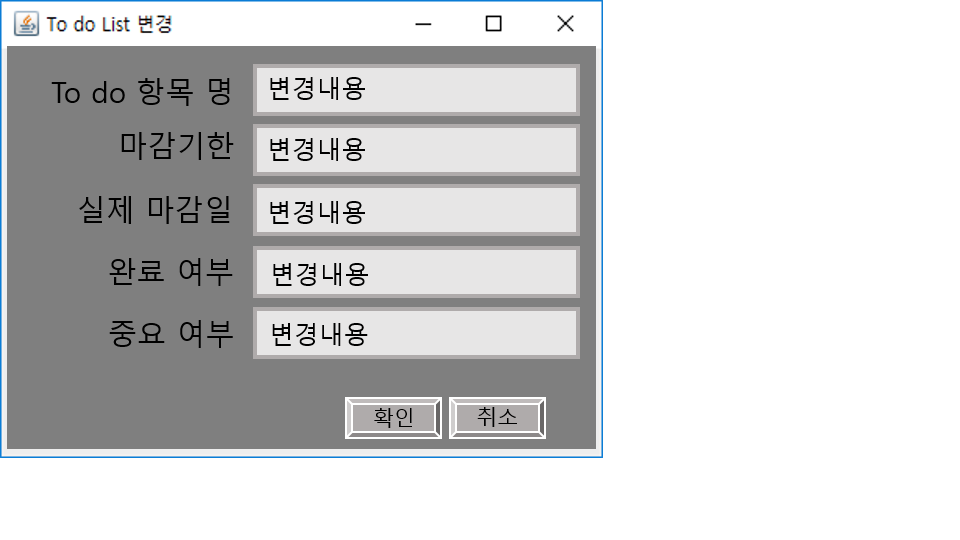 To do List 변경
To do 항목 명 변경내용
마감기한 변경내용
실제 마감일 변경내용
완료 여부 변경내용
중요 여부 변경내용
확인 취소